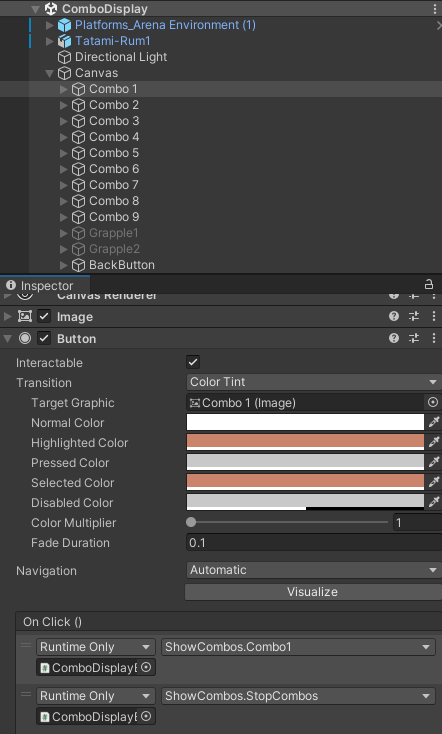 ComboDisplay
Platforms_Arena Environment (1)
Tatami-Rum1
Directional Light
Canvas
Combo 1
Combo 2
Combo 3
Combo 4
Combo 5
Combo 6
Combo 7
Combo 8
Combo 9
Grapple1
Grapple2
BackButton
Inspector
Canvas Renderer
Image
Button
Interactable
Transition Color Tint
Target Graphic Combo 1 (Image)
Normal Color
Highlighted Color
Pressed Color
Selected Color
Disabled Color
Color Multiplier 1
Fade Duration 0.1
Navigation Automatic
Visualize
On Click ()
Runtime Only ShowCombos.Combo1
ComboDisplayE
Runtime Only ShowCombos.StopCombos
ComboDisplayE